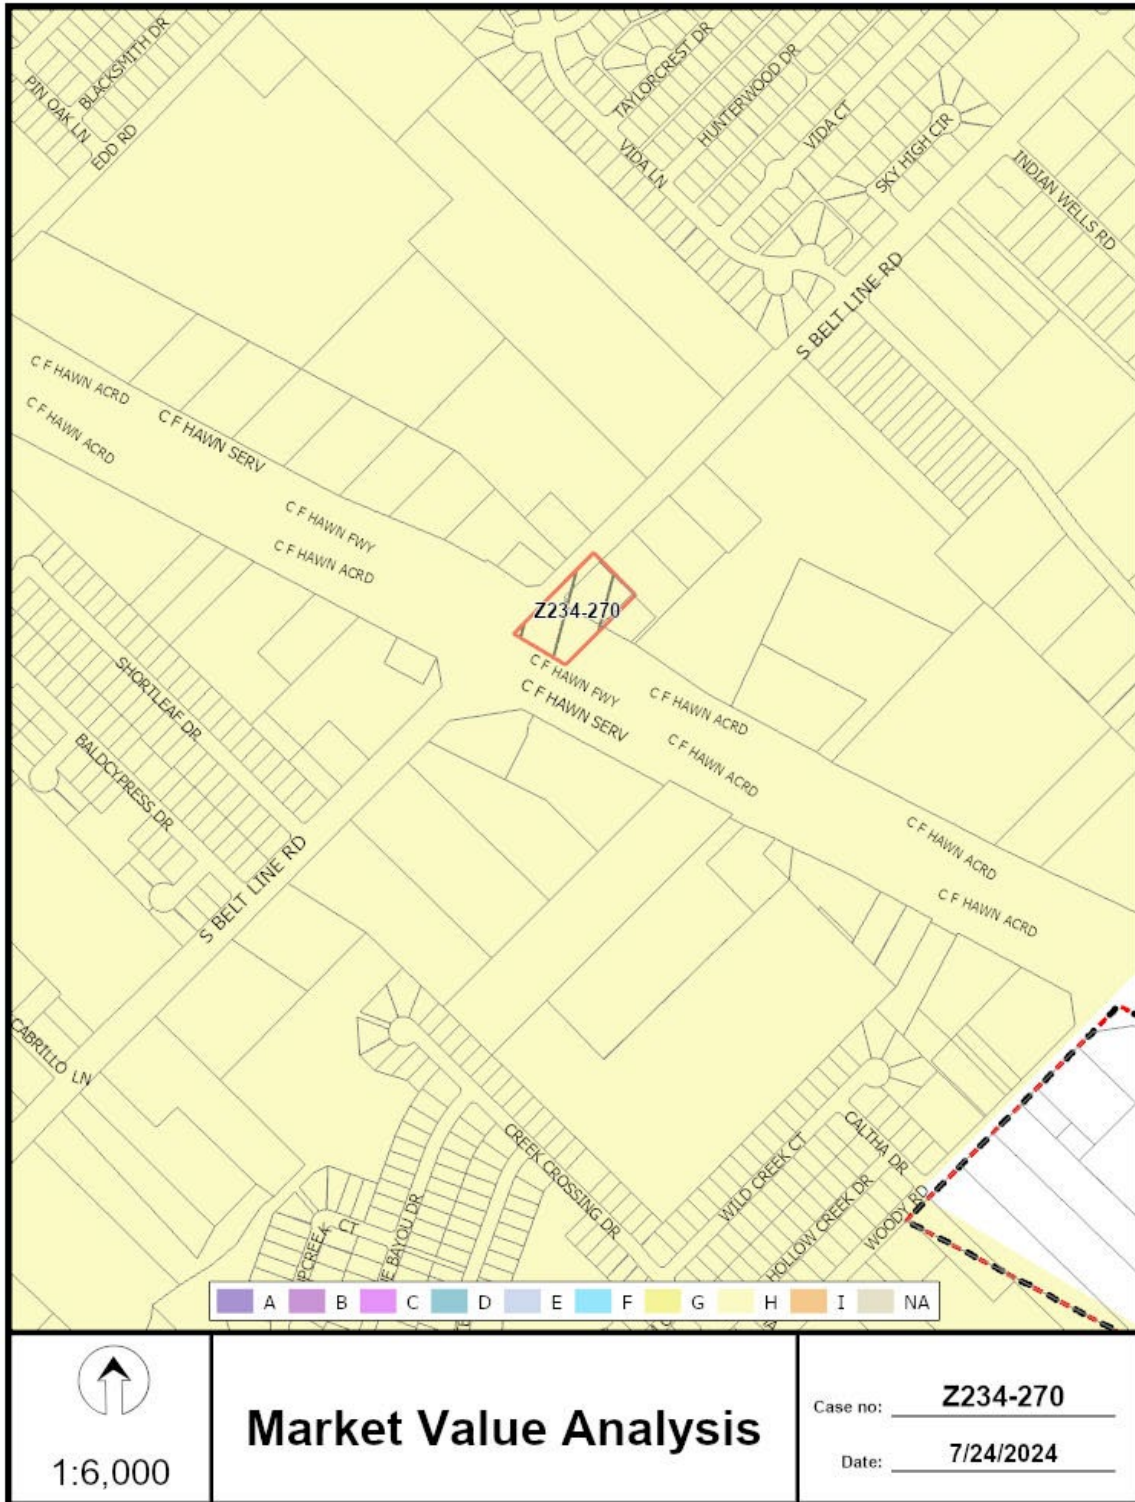 BLACKSMITH DR
PIN OAK LN
EDD RD
TAYLORCREST DR
HUNTERWOOD DR
VIDA CT
VIDA LN
SKY HIGH CIR
INDIAN WELLS RD
S BELT LINE RD
C F HAWN ACRD
C F HAWN ACRD
C F HAWN SERV
C F HAWN FWY
C F HAWN ACRD
Z234-270
C F HAWN FWY
C F HAWN SERV
C F HAWN ACRD
C F HAWN ACRD
SHORTLEAF DR
BALDCYPRESS DR
S BELT LINE RD
C F HAWN ACRD
C F HAWN ACRD
CABRILLO LN
CREEK CROSSING DR
WILD CREEK CT
CALTHA DR
HOLLOW CREEK DR
WOODY RD
PCREEK CT
E BAYOU DR
A B C D E F G H I NA
1:6,000
Market Value Analysis
Case no: Z234-270
Date: 7/24/2024